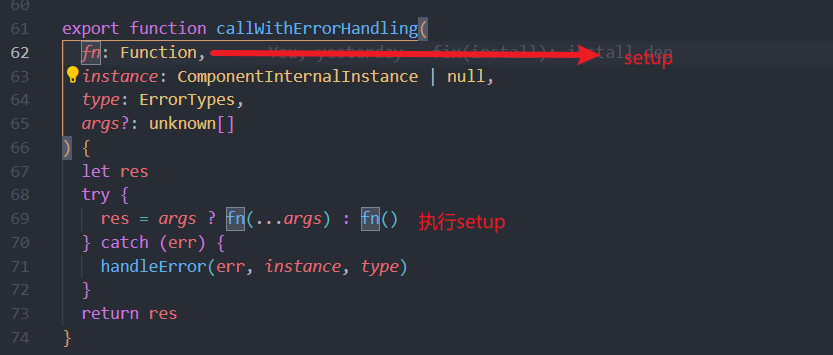 60
61 export function callWithErrorHandling(
62 fn: Function, You, yesterday fix(install): install dep setup
63 instance: ComponentInternalInstance | null,
64 type: ErrorTypes,
65 args?: unknown[]
66 ) {
67 let res
68 try {
69 res = args ? fn(...args) : fn() 执行setup
70 } catch (err) {
71 handleError(err, instance, type)
72 }
73 return res
74 }